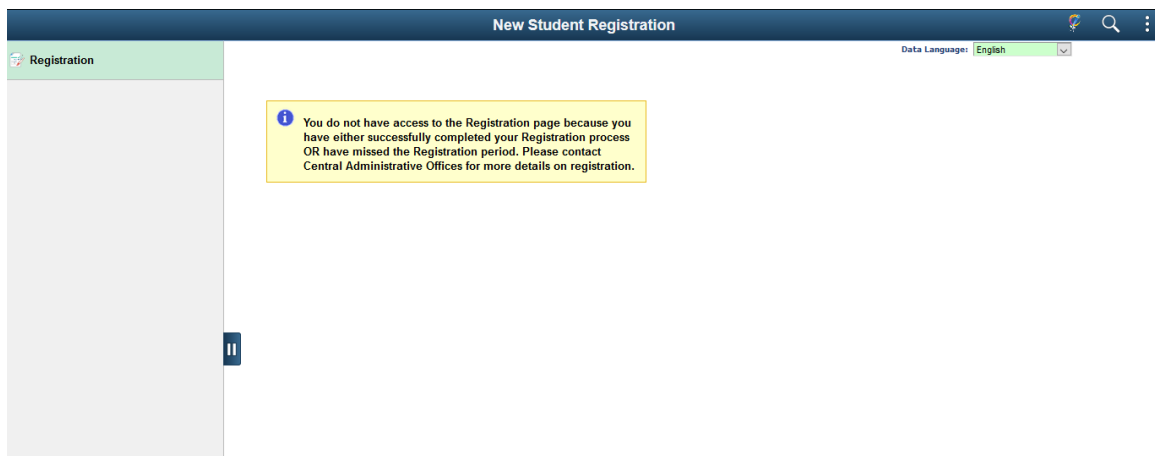 New Student Registration
Registration
Data Language: English
You do not have access to the Registration page because you
have either successfully completed your Registration process
OR have missed the Registration period. Please contact
Central Administrative Offices for more details on registration.